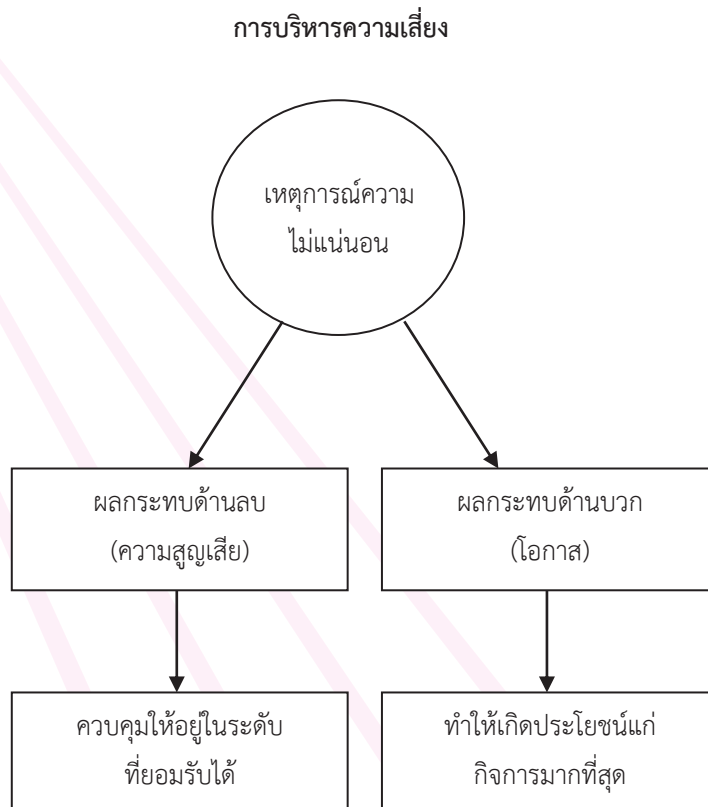 การบริหารความเสี่ยง
เหตุการณ์ความ
ไม่แน่นอน
ผลกระทบด้านลบ
(ความสูญเสีย)
ผลกระทบด้านบวก
(โอกาส)
ควบคุมให้อยู่ในระดับ
ที่ยอมรับได้
ทำให้เกิดประโยชน์แก่
กิจการมากที่สุด